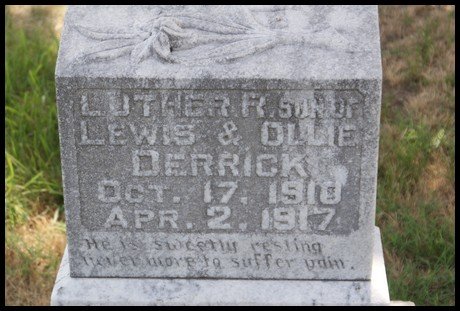 LUTHER R. SON OF
LEWIS & OLLIE
DERRICK
OCT. 17, 1910
APR. 2, 1917
He is sweetly resting
Never more to suffer pain.